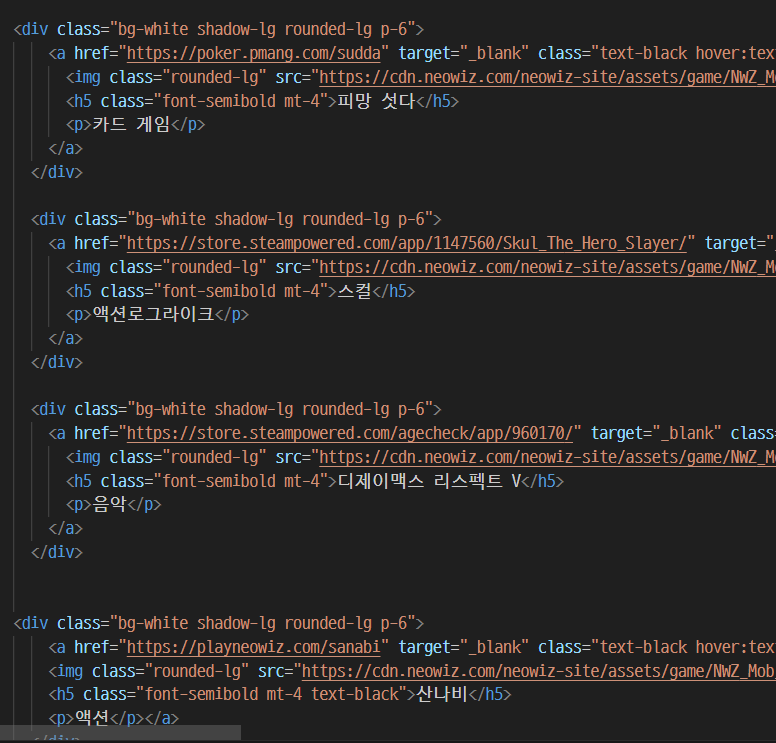 <div class="bg-white shadow-lg rounded-lg p-6">
<a href="https://poker.pmang.com/sudda" target="_blank" class="text-black hover:tex
<img class="rounded-lg" src="https://cdn.neowiz.com/neowiz-site/assets/game/NWZ_Mo
<h5 class="font-semibold mt-4">피망 섯다</h5>
<p>카드 게임</p>
</a>
</div>
<div class="bg-white shadow-lg rounded-lg p-6">
<a href="https://store.steampowered.com/app/1147560/Skul_The_Hero_Slayer/" target="
<img class="rounded-lg" src="https://cdn.neowiz.com/neowiz-site/assets/game/NWZ_Mo
<h5 class="font-semibold mt-4">스컬</h5>
<p>액션로그라이크</p>
</a>
</div>
<div class="bg-white shadow-lg rounded-lg p-6">
<a href="https://store.steampowered.com/agecheck/app/960170/" target="_blank" class=
<img class="rounded-lg" src="https://cdn.neowiz.com/neowiz-site/assets/game/NWZ_Mo
<h5 class="font-semibold mt-4">디제이맥스 리스펙트 V</h5>
<p>음악</p>
</a>
</div>
<div class="bg-white shadow-lg rounded-lg p-6">
<a href="https://playneowiz.com/sanabi" target="_blank" class="text-black hover:tex
<img class="rounded-lg" src="https://cdn.neowiz.com/neowiz-site/assets/game/NWZ_Mob
<h5 class="font-semibold mt-4 text-black">산나비</h5>
<p>액션</p></a>
</div>